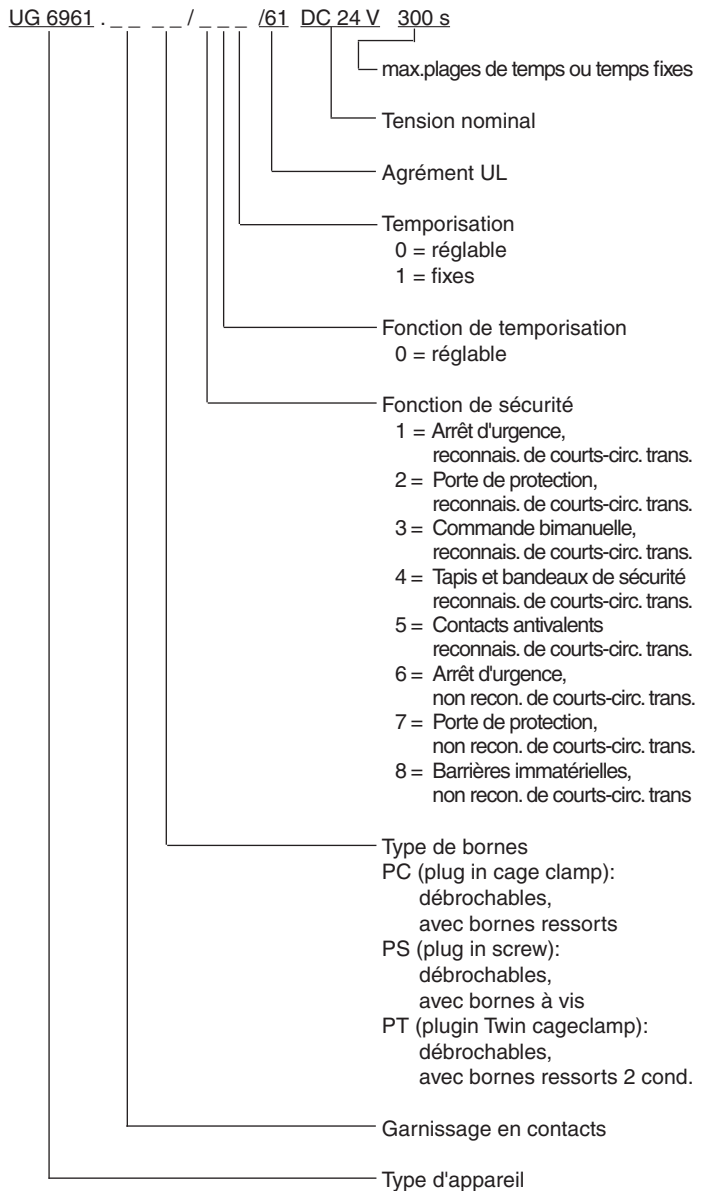 UG 6961 . _ _ _ _ / _ _ _ /61 DC 24 V 300 s
max.plages de temps ou temps fixes
Tension nominal
Agrément UL
Temporisation
0 = réglable
1 = fixes
Fonction de temporisation
0 = réglable
Fonction de sécurité
1 = Arrêt d'urgence,
reconnais. de courts-circ. trans.
2 = Porte de protection,
reconnais. de courts-circ. trans.
3 = Commande bimanuelle,
reconnais. de courts-circ. trans.
4 = Tapis et bandeaux de sécurité
reconnais. de courts-circ. trans.
5 = Contacts antivalents
reconnais. de courts-circ. trans.
6 = Arrêt d'urgence,
non recon. de courts-circ. trans.
7 = Porte de protection,
non recon. de courts-circ. trans.
8 = Barrières immatérielles,
non recon. de courts-circ. trans
Type de bornes
PC (plug in cage clamp):
débrochables,
avec bornes ressorts
PS (plug in screw):
débrochables,
avec bornes à vis
PT (plugin Twin cageclamp):
débrochables,
avec bornes ressorts 2 cond.
Garnissage en contacts
Type d'appareil